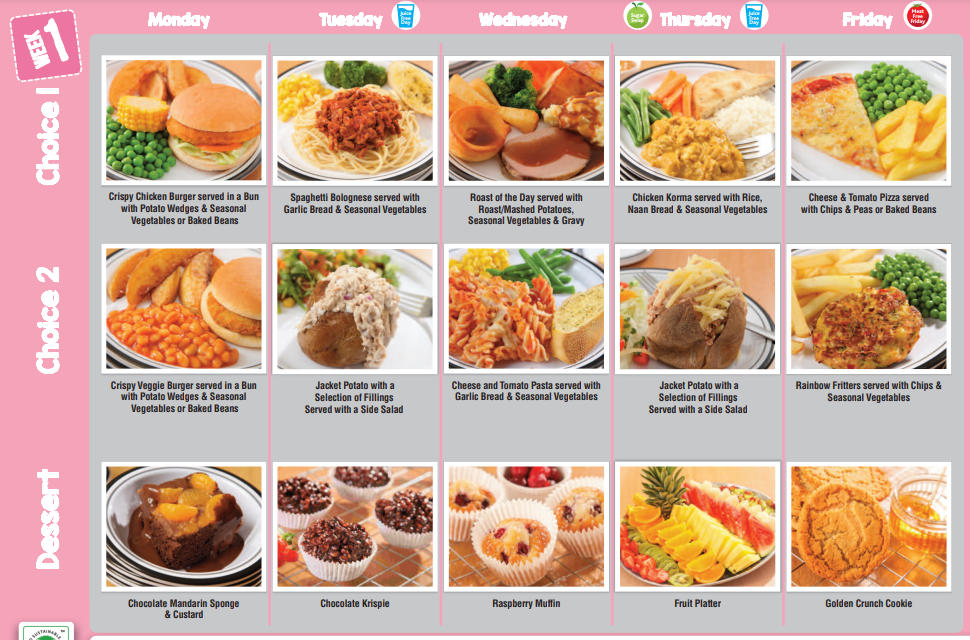 WEEK 1
Monday
Tuesday
Juice Free Day
Wednesday
Sugar Swap
Thursday
Juice Free Day
Friday
Meat Free Friday
Choice 1
Crispy Chicken Burger served in a Bun
with Potato Wedges & Seasonal
Vegetables or Baked Beans
Spaghetti Bolognese served with
Garlic Bread & Seasonal Vegetables
Roast of the Day served with
Roast/Mashed Potatoes,
Seasonal Vegetables & Gravy
Chicken Korma served with Rice,
Naan Bread & Seasonal Vegetables
Cheese & Tomato Pizza served
with Chips & Peas or Baked Beans
Choice 2
Crispy Veggie Burger served in a Bun
with Potato Wedges & Seasonal
Vegetables or Baked Beans
Jacket Potato with a
Selection of Fillings
Served with a Side Salad
Cheese and Tomato Pasta served with
Garlic Bread & Seasonal Vegetables
Jacket Potato with a
Selection of Fillings
Served with a Side Salad
Rainbow Fritters served with Chips &
Seasonal Vegetables
Dessert
Chocolate Mandarin Sponge
& Custard
Chocolate Krispie
Raspberry Muffin
Fruit Platter
Golden Crunch Cookie
SUSTAINABLE